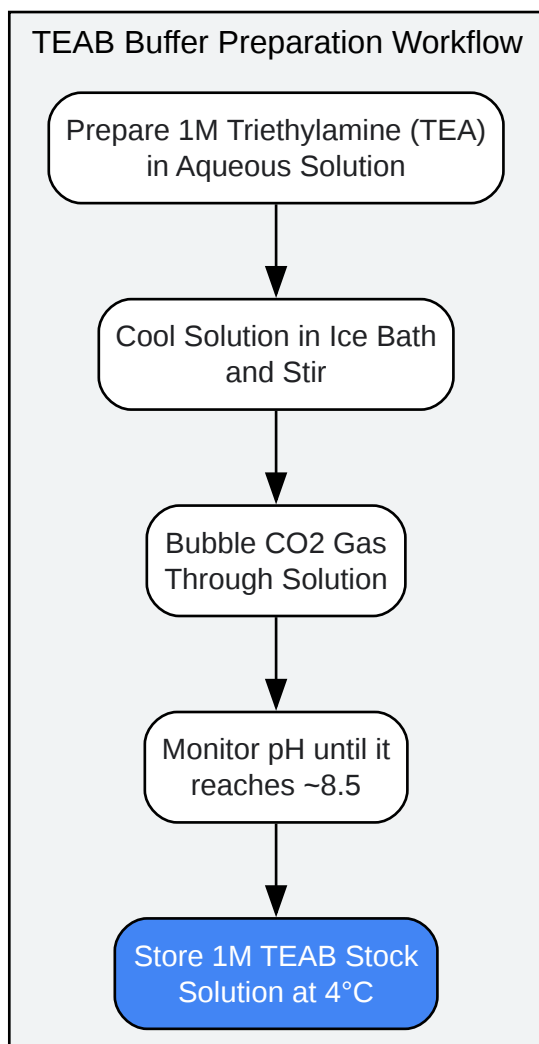 TEAB Buffer Preparation Workflow
Prepare 1M Triethylamine (TEA)
in Aqueous Solution
Cool Solution in Ice Bath
and Stir
Bubble CO2 Gas
Through Solution
Monitor pH until it
reaches ~8.5
Store 1M TEAB Stock
Solution at 4°C